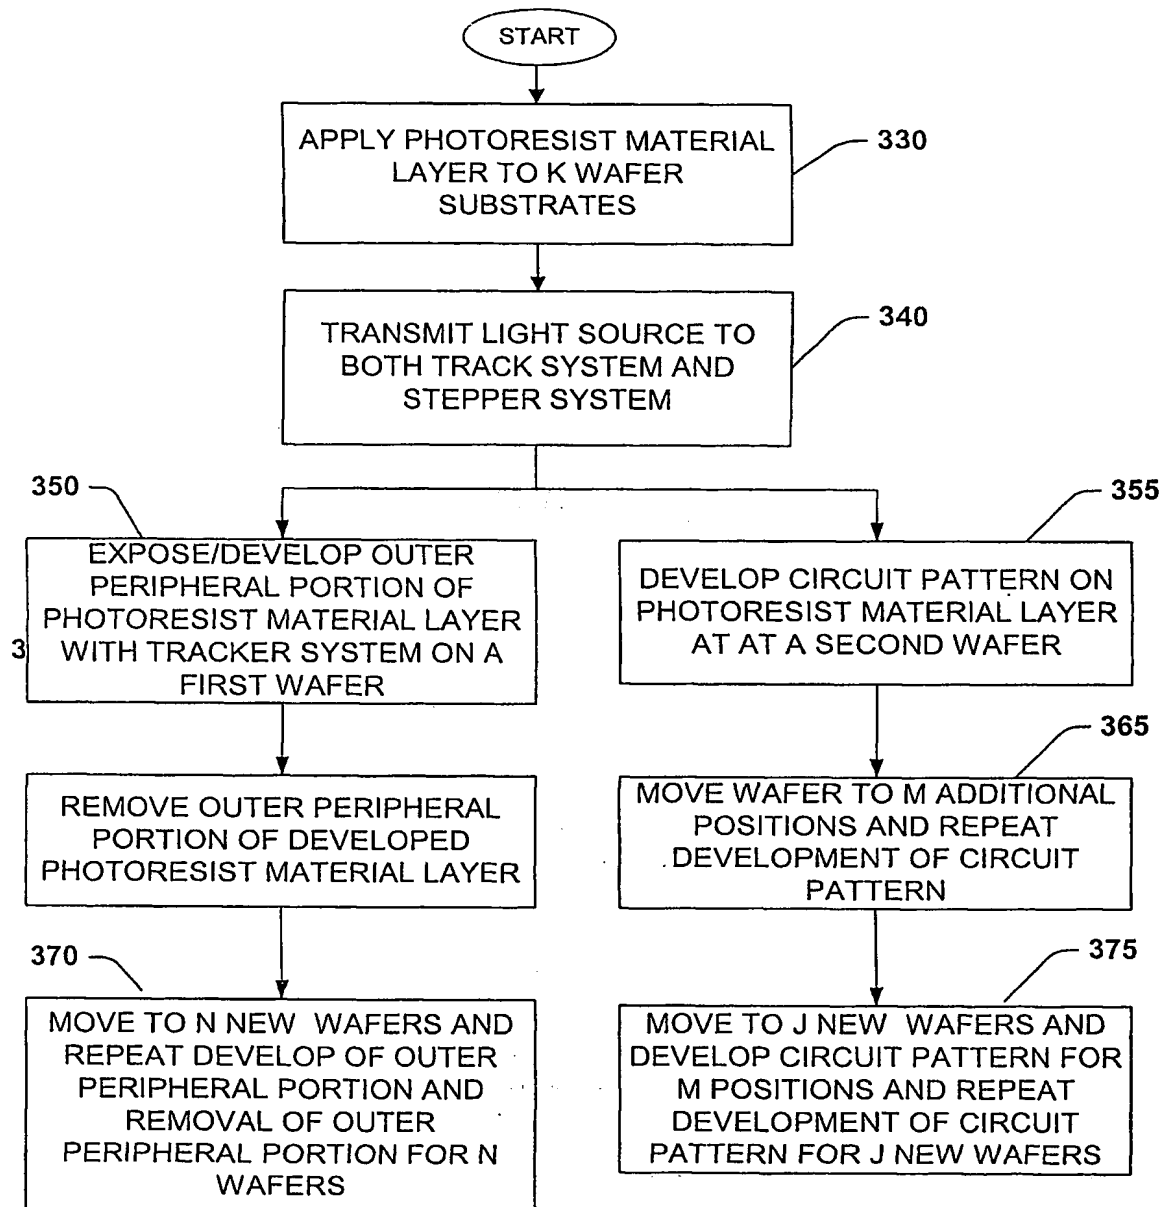 START
APPLY PHOTORESIST MATERIAL
LAYER TO K WAFER
SUBSTRATES
330
TRANSMIT LIGHT SOURCE TO
BOTH TRACK SYSTEM AND
STEPPER SYSTEM
340
350
EXPOSE/DEVELOP OUTER
PERIPHERAL PORTION OF
PHOTORESIST MATERIAL LAYER
WITH TRACKER SYSTEM ON A
FIRST WAFER
3
355
DEVELOP CIRCUIT PATTERN ON
PHOTORESIST MATERIAL LAYER
AT AT A SECOND WAFER
REMOVE OUTER PERIPHERAL
PORTION OF DEVELOPED
PHOTORESIST MATERIAL LAYER
365
MOVE WAFER TO M ADDITIONAL
POSITIONS AND REPEAT
DEVELOPMENT OF CIRCUIT
PATTERN
370
MOVE TO N NEW WAFERS AND
REPEAT DEVELOP OF OUTER
PERIPHERAL PORTION AND
REMOVAL OF OUTER
PERIPHERAL PORTION FOR N
WAFERS
375
MOVE TO J NEW WAFERS AND
DEVELOP CIRCUIT PATTERN FOR
M POSITIONS AND REPEAT
DEVELOPMENT OF CIRCUIT
PATTERN FOR J NEW WAFERS